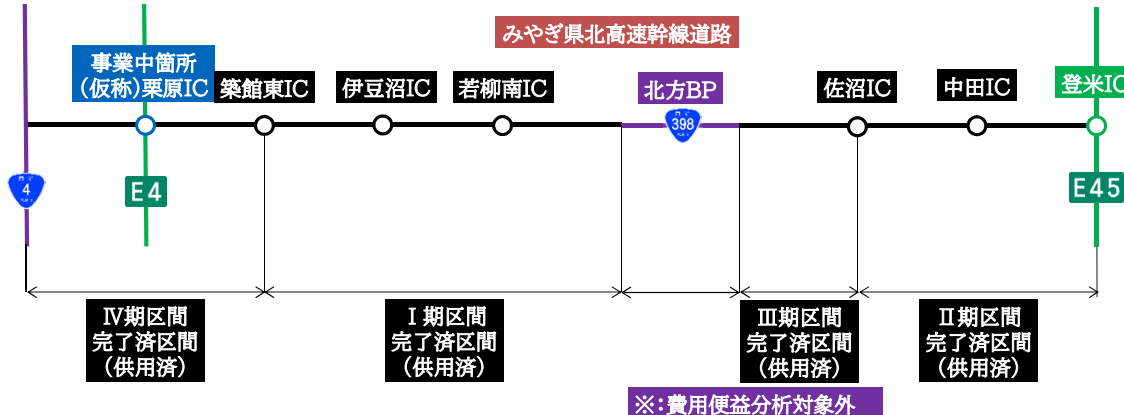 みやぎ県北高速幹線道路
事業中箇所
(仮称)栗原IC
築館東IC
伊豆沼IC
若柳南IC
北方BP
佐沼IC
中田IC
登米IC
398
4
E4
E45
Ⅳ期区間
完了済区間
(供用済)
Ⅰ期区間
完了済区間
(供用済)
Ⅲ期区間
完了済区間
(供用済)
Ⅱ期区間
完了済区間
(供用済)
※:費用便益分析対象外